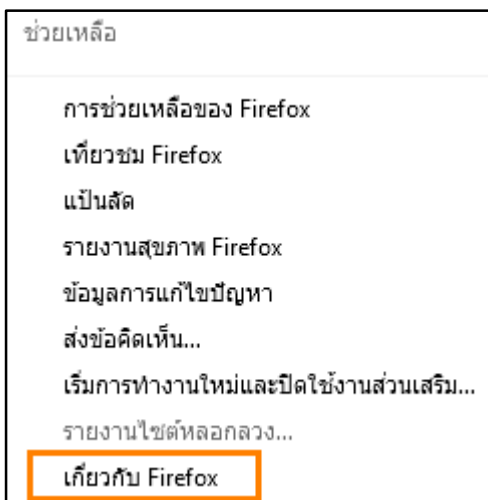 ช่วยเหลือ
การช่วยเหลือของ Firefox
เที่ยวชม Firefox
แป้นลัด
รายงานสุขภาพ Firefox
ข้อมูลการแก้ไขปัญหา
ส่งข้อคิดเห็น...
เริ่มการทำงานใหม่และปิดใช้งานส่วนเสริม...
รายงานไซต์หลอกลวง...
เกี่ยวกับ Firefox